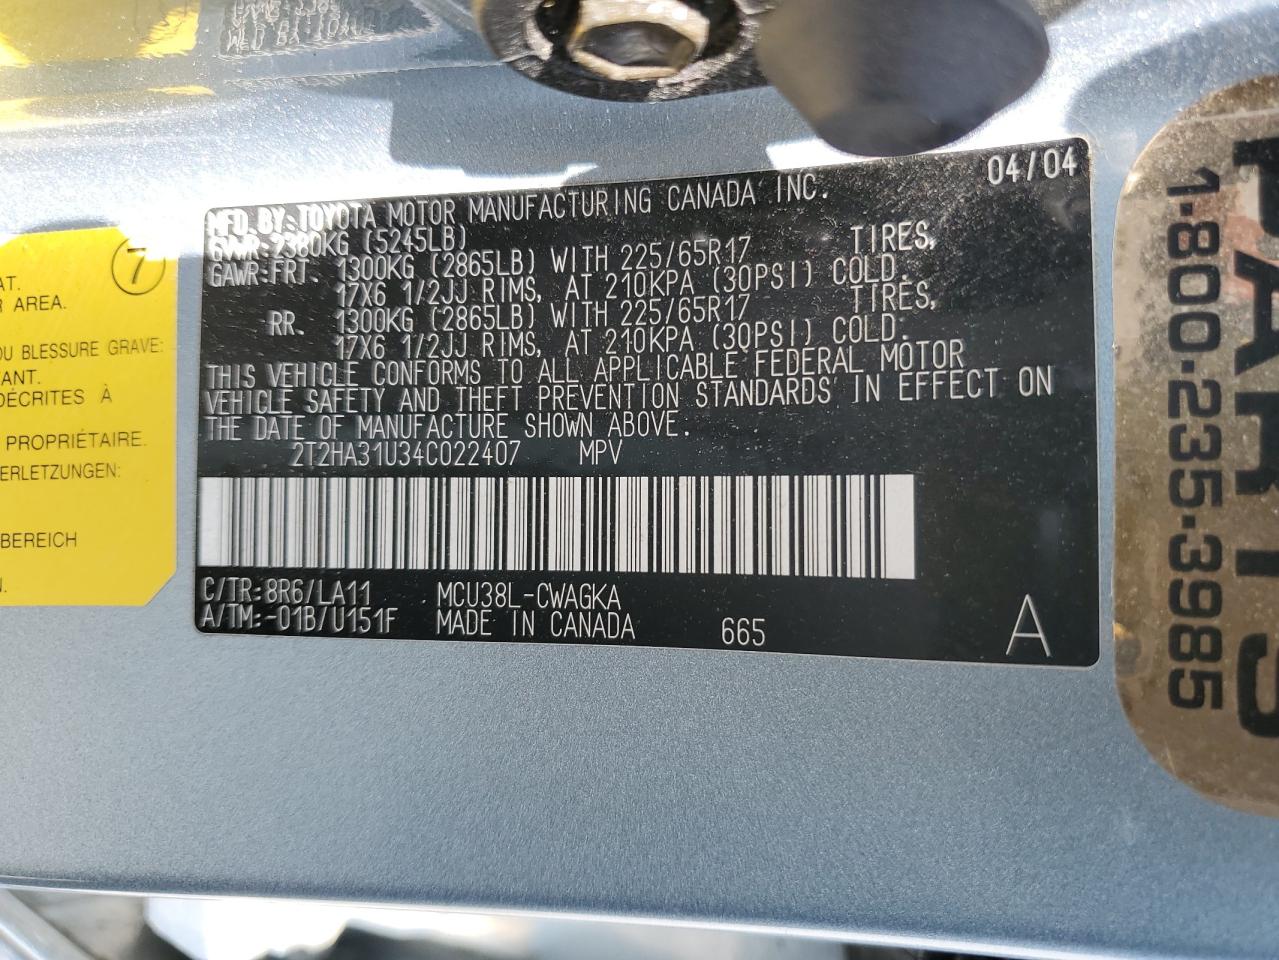 MFD. BY: TOYOTA MOTOR MANUFACTURING CANADA INC. 04/04
GVWR-2380KG (5245LB)
GAWR-FRT. 1300KG (2865LB) WITH 225/65R17 TIRES,
17X6 1/2JJ RIMS, AT 210KPA (30PSI) COLD.
RR. 1300KG (2865LB) WITH 225/65R17 TIRES,
17X6 1/2JJ RIMS, AT 210KPA (30PSI) COLD.
THIS VEHICLE CONFORMS TO ALL APPLICABLE FEDERAL MOTOR
VEHICLE SAFETY AND THEFT PREVENTION STANDARDS IN EFFECT ON
THE DATE OF MANUFACTURE SHOWN ABOVE.
2T2HA31U34C022407 MPV
C/TR:8R6/LA11 MCU38L-CWAGKA
A/TM:-01B/U151F MADE IN CANADA 665 A
7
AT.
AREA.
BLESSURE GRAVE:
DÉCRITES À
PROPRIÉTAIRE.
BEREICH
PARTS
1-800-235-3985